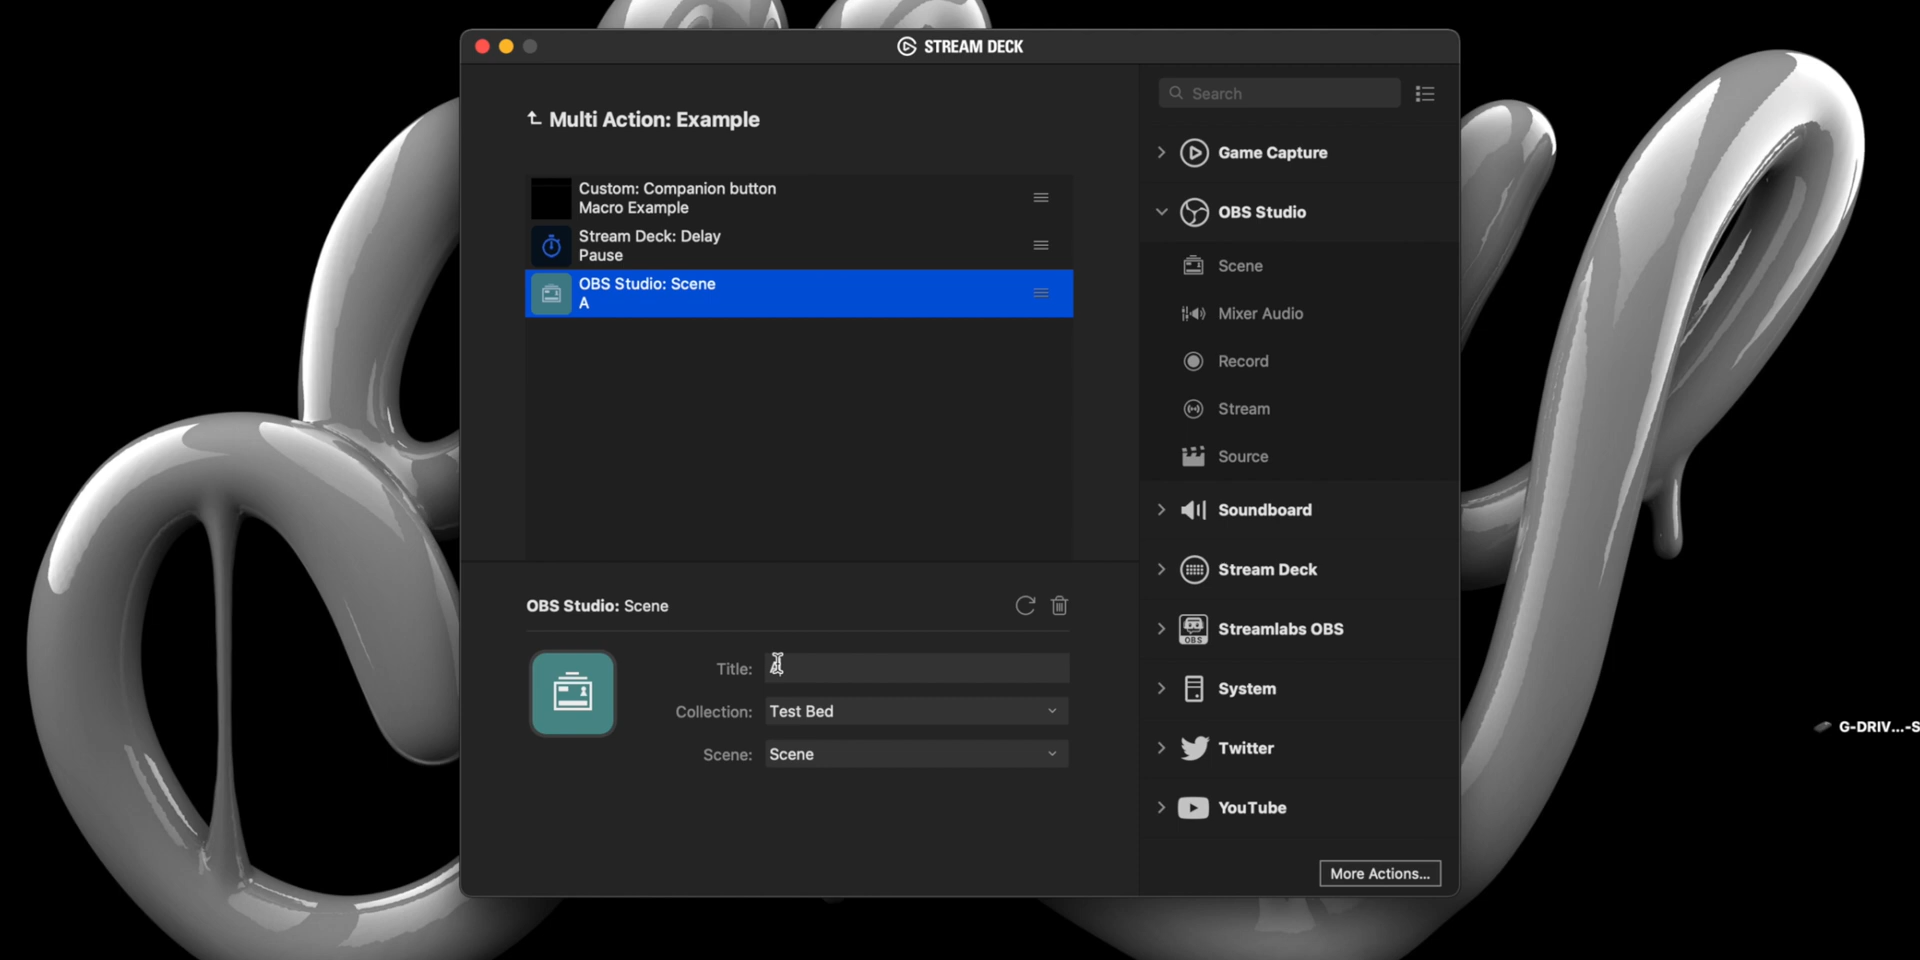 STREAM DECK
Search
Multi Action: Example
Custom: Companion button
Macro Example
Stream Deck: Delay
Pause
OBS Studio: Scene
A
Game Capture
OBS Studio
Scene
Mixer Audio
Record
Stream
Source
Soundboard
Stream Deck
OBS
Streamlabs OBS
System
Twitter
YouTube
More Actions...
OBS Studio: Scene
Title:
Collection: Test Bed
Scene: Scene
G-DRIV...-S